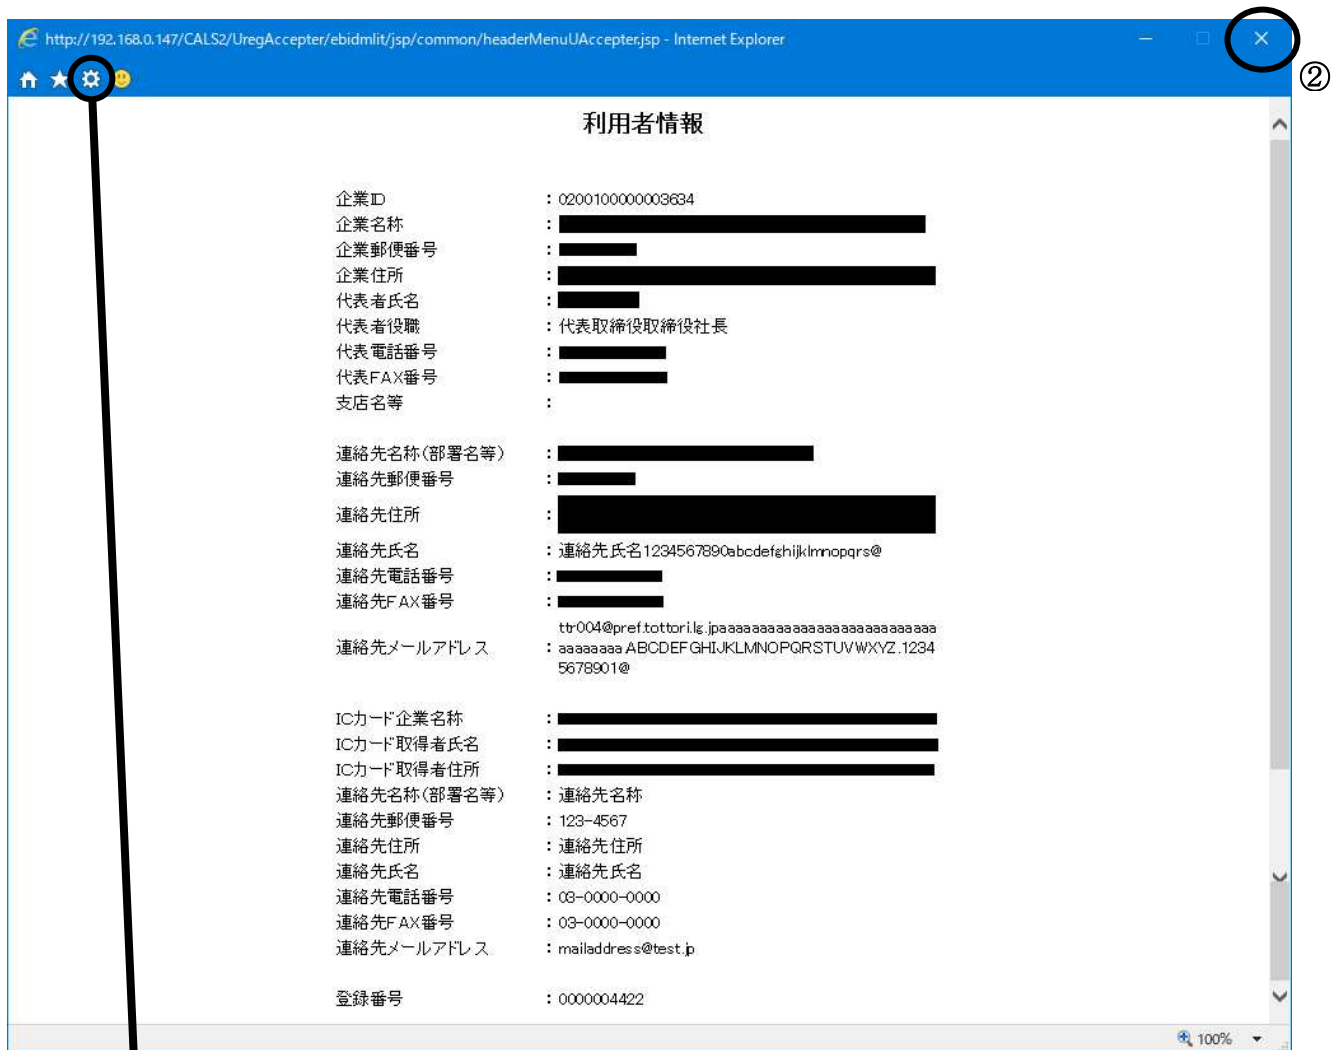 http://192.168.0.147/CALS2/UregAccepter/ebidmlit/jsp/common/headerMenuUAccepter.jsp - Internet Explorer
②
利用者情報
企業ID : 0200100000003634
企業名称 :
企業郵便番号 :
企業住所 :
代表者氏名 :
代表者役職 : 代表取締役取締役社長
代表電話番号 :
代表FAX番号 :
支店名等 :
連絡先名称(部署名等) :
連絡先郵便番号 :
連絡先住所 :
連絡先氏名 : 連絡先氏名1234567890abcdefghijklmnopqrs@
連絡先電話番号 :
連絡先FAX番号 :
ttr004@pref.tottori.lg.jpaaaaaaaaaaaaaaaaaaaaaaaaaaa
連絡先メールアドレス : aaaaaaaa ABCDEFGHIJKLMNOPQRSTUVWXYZ.1234
5678901@
ICカード企業名称 :
ICカード取得者氏名 :
ICカード取得者住所 :
連絡先名称(部署名等) : 連絡先名称
連絡先郵便番号 : 123-4567
連絡先住所 : 連絡先住所
連絡先氏名 : 連絡先氏名
連絡先電話番号 : 03-0000-0000
連絡先FAX番号 : 03-0000-0000
連絡先メールアドレス : mailaddress@test.jp
登録番号 : 0000004422
100%